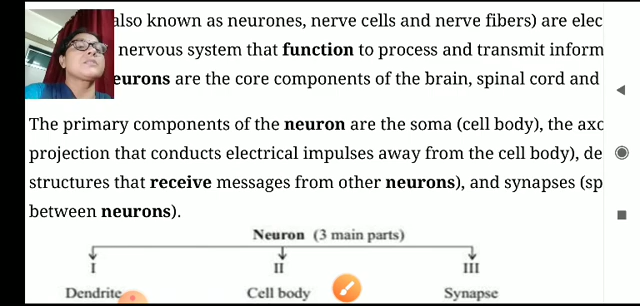 also known as neurones, nerve cells and nerve fibers) are elec
nervous system that function to process and transmit inform
eurons are the core components of the brain, spinal cord and
The primary components of the neuron are the soma (cell body), the axo
projection that conducts electrical impulses away from the cell body), de
structures that receive messages from other neurons), and synapses (sp
between neurons).
Neuron (3 main parts)
I II III
Dendrite Cell body Synapse